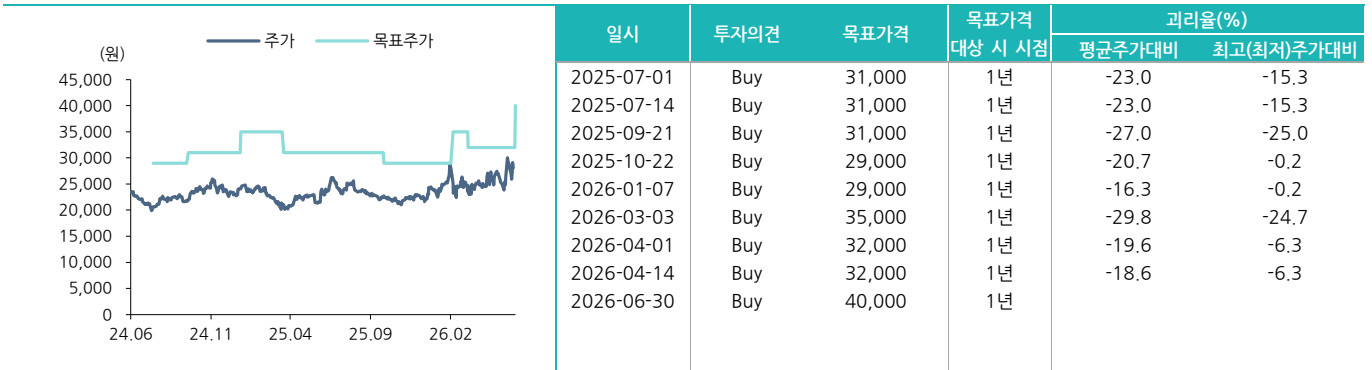 주가 목표주가
(원)
45,000
40,000
35,000
30,000
25,000
20,000
15,000
10,000
5,000
0
24.06 24.11 25.04 25.09 26.02
일시 투자의견 목표가격 목표가격 대상 시 시점 괴리율(%)
평균주가대비 최고(최저)주가대비
2025-07-01 Buy 31,000 1년 -23.0 -15.3
2025-07-14 Buy 31,000 1년 -23.0 -15.3
2025-09-21 Buy 31,000 1년 -27.0 -25.0
2025-10-22 Buy 29,000 1년 -20.7 -0.2
2026-01-07 Buy 29,000 1년 -16.3 -0.2
2026-03-03 Buy 35,000 1년 -29.8 -24.7
2026-04-01 Buy 32,000 1년 -19.6 -6.3
2026-04-14 Buy 32,000 1년 -18.6 -6.3
2026-06-30 Buy 40,000 1년